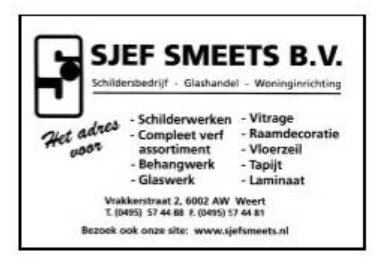 SJEF SMEETS B.V.
Schildersbedrijf - Glashandel - Woninginrichting
Het adres
voor
- Schilderwerken
- Compleet verf
assortiment
- Behangwerk
- Glaswerk
- Vitrage
- Raamdecoratie
- Vloerzeil
- Tapijt
- Laminaat
Vrakkerstraat 2, 6002 AW Weert
T. (0495) 57 44 88 F. (0495) 57 44 81
Bezoek ook onze site: www.sjefsmeets.nl